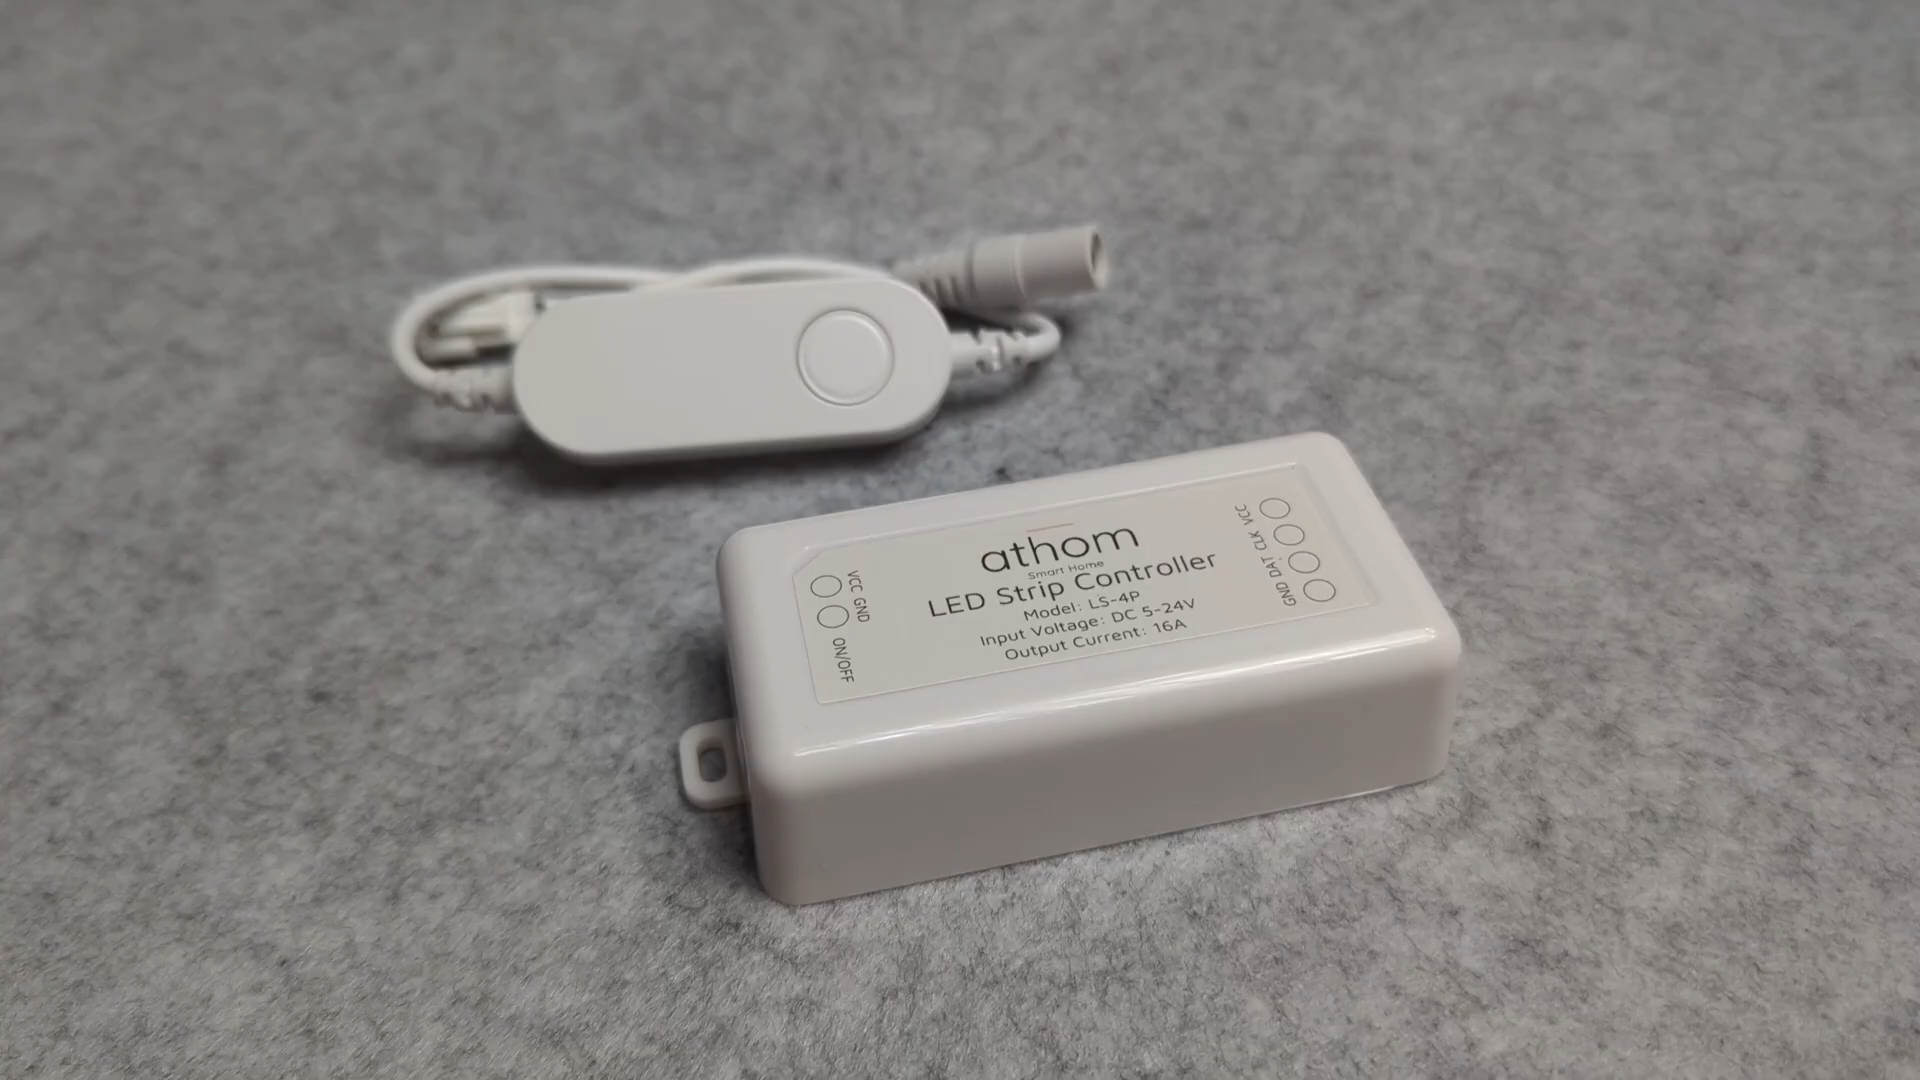 athom
Smart Home
LED Strip Controller
Model: LS-4P
Input Voltage: DC 5-24V
Output Current: 16A
VCC GND
ON/OFF
GND DAT CLK VCC